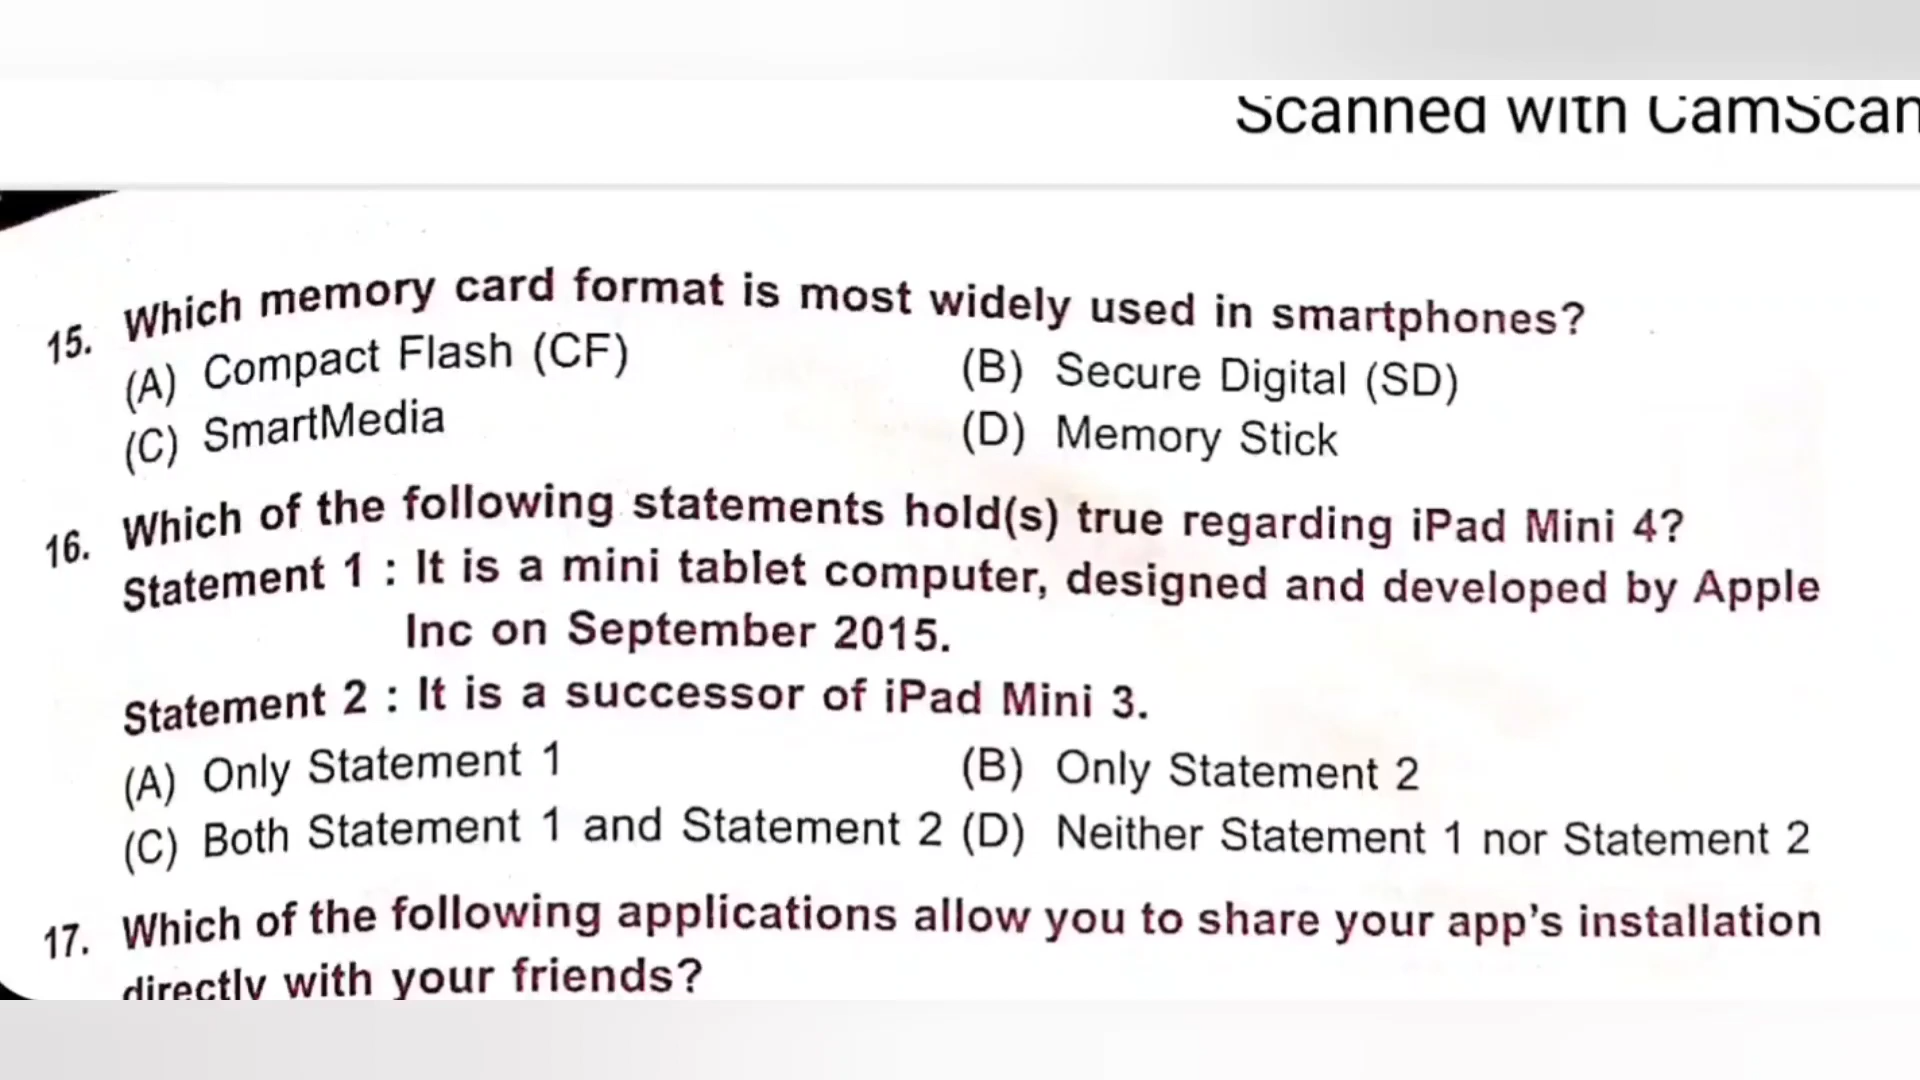 Scanned with CamScan
15. Which memory card format is most widely used in smartphones?
(A) Compact Flash (CF) (B) Secure Digital (SD)
(C) SmartMedia (D) Memory Stick
16. Which of the following statements hold(s) true regarding iPad Mini 4?
Statement 1 : It is a mini tablet computer, designed and developed by Apple
Inc on September 2015.
Statement 2 : It is a successor of iPad Mini 3.
(A) Only Statement 1 (B) Only Statement 2
(C) Both Statement 1 and Statement 2 (D) Neither Statement 1 nor Statement 2
17. Which of the following applications allow you to share your app's installation
directly with your friends?